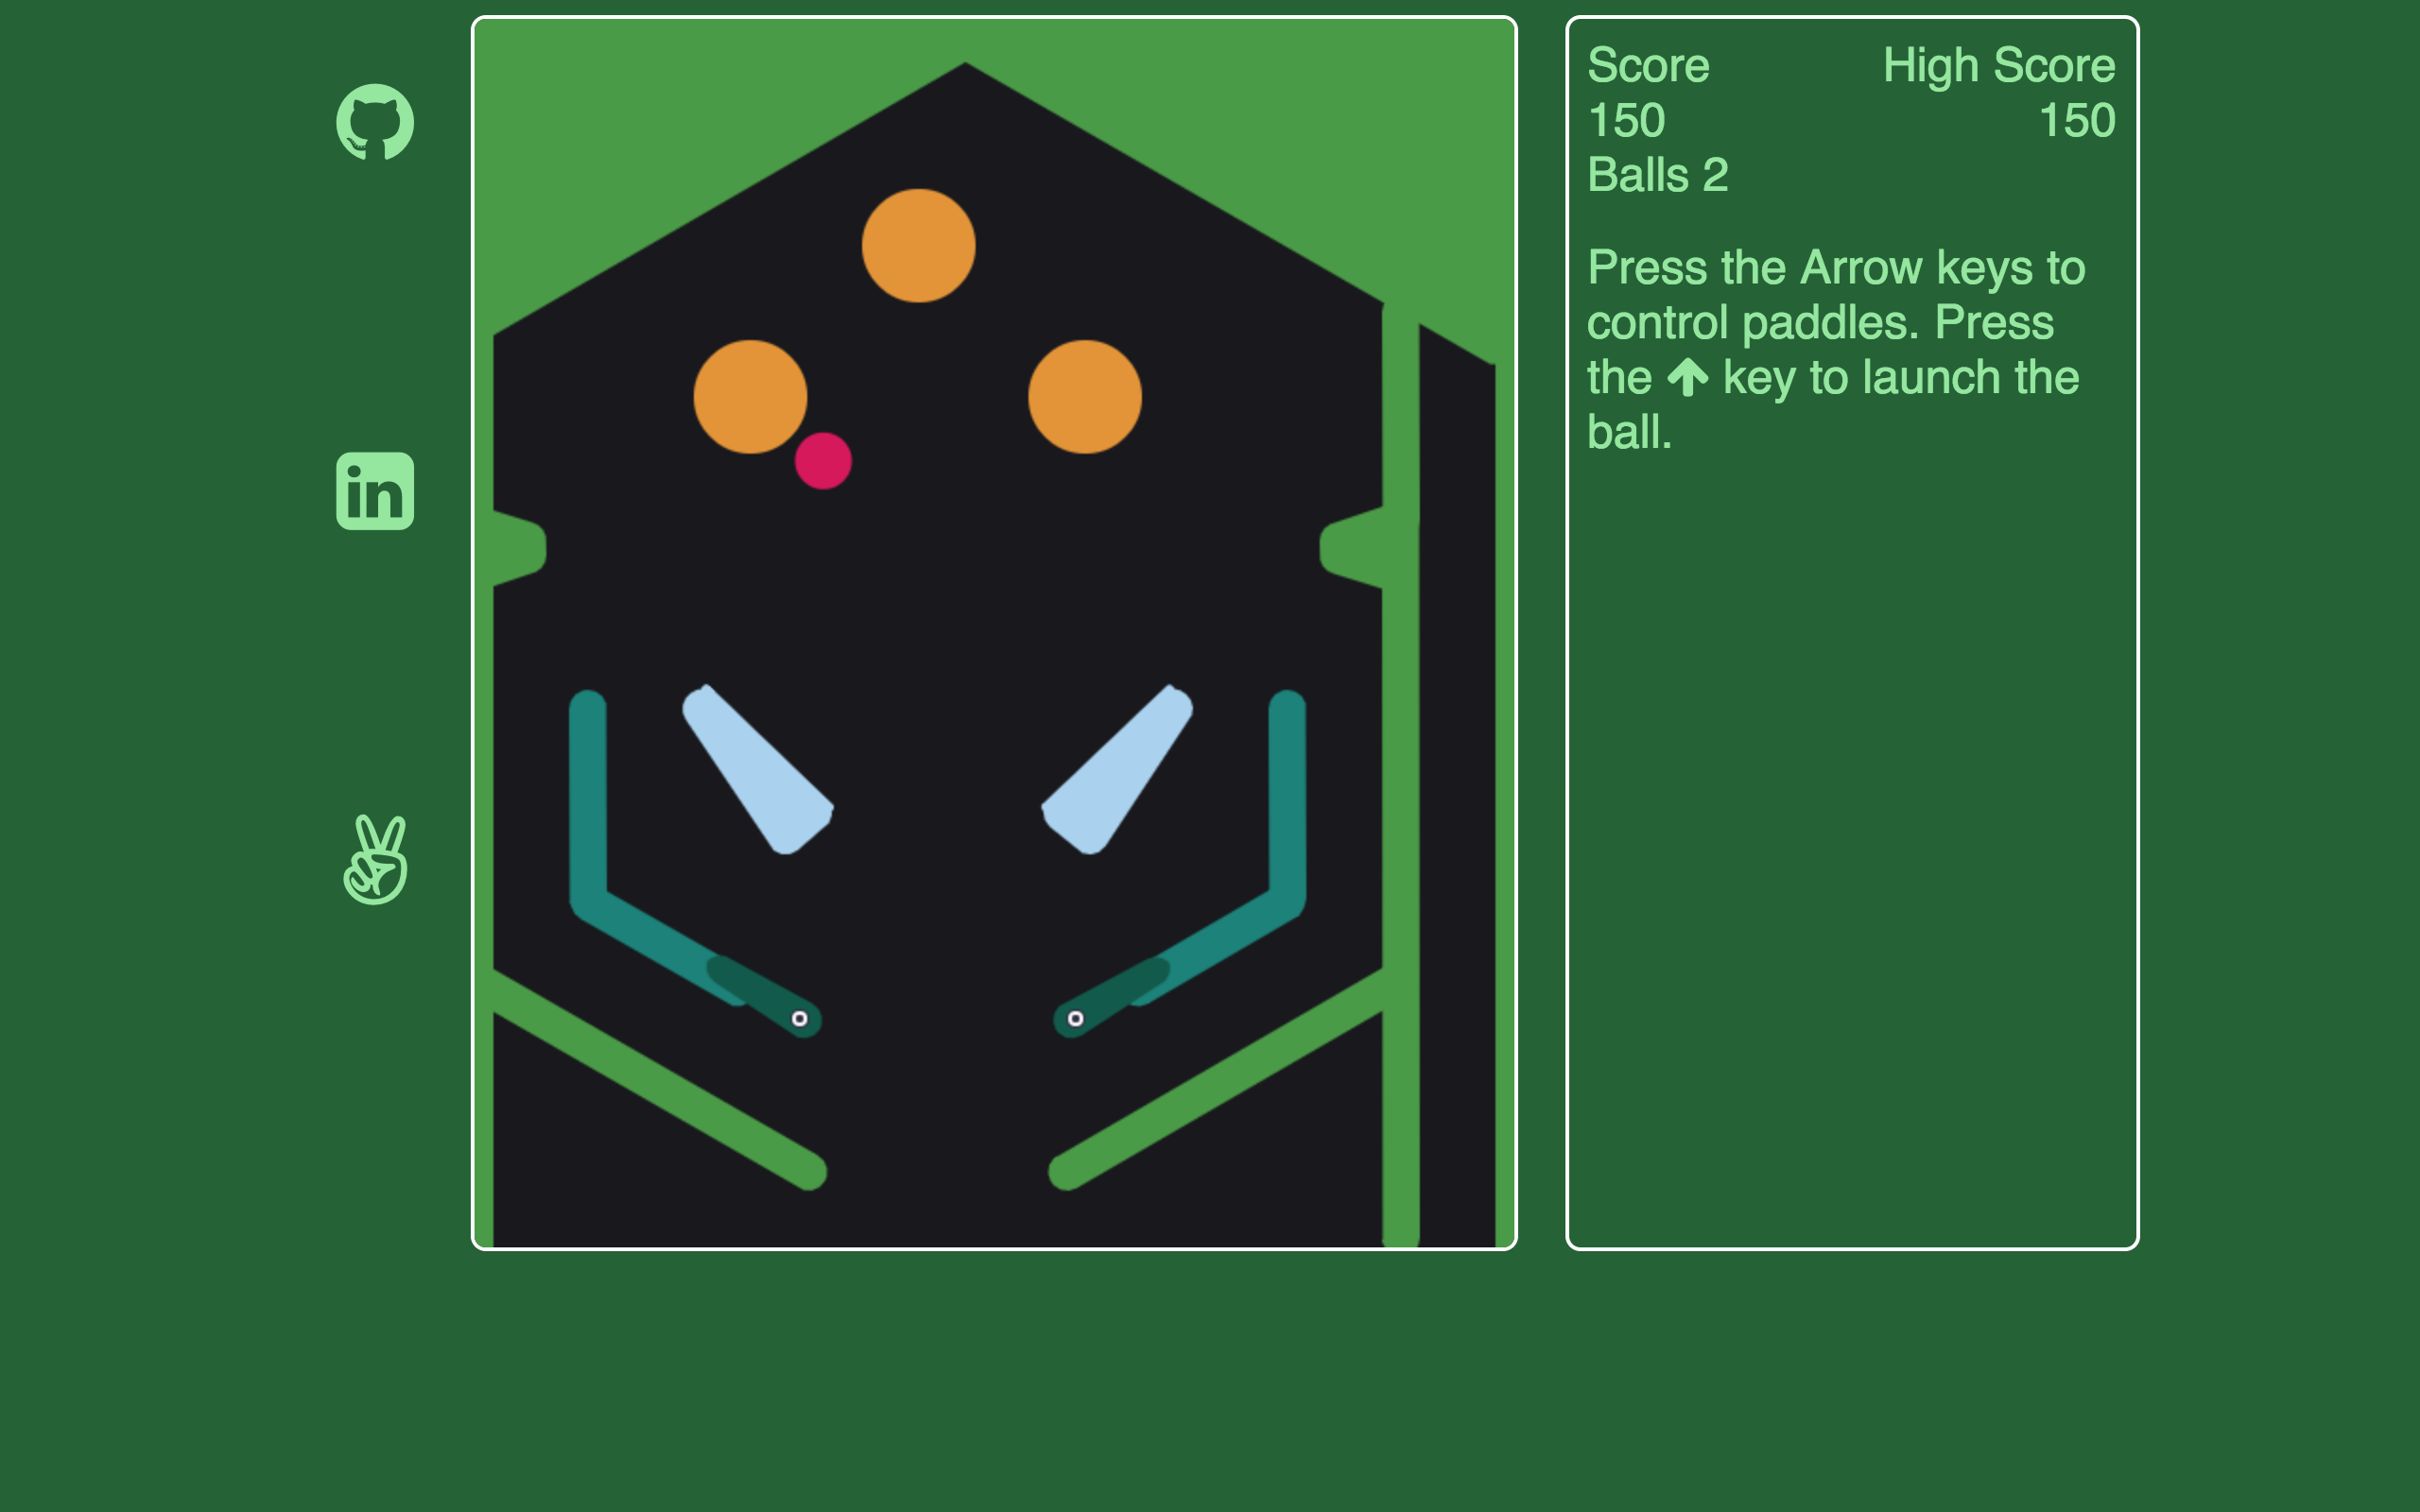 Score High Score
150 150
Balls 2
Press the Arrow keys to
control paddles. Press
the ↑ key to launch the
ball.
in